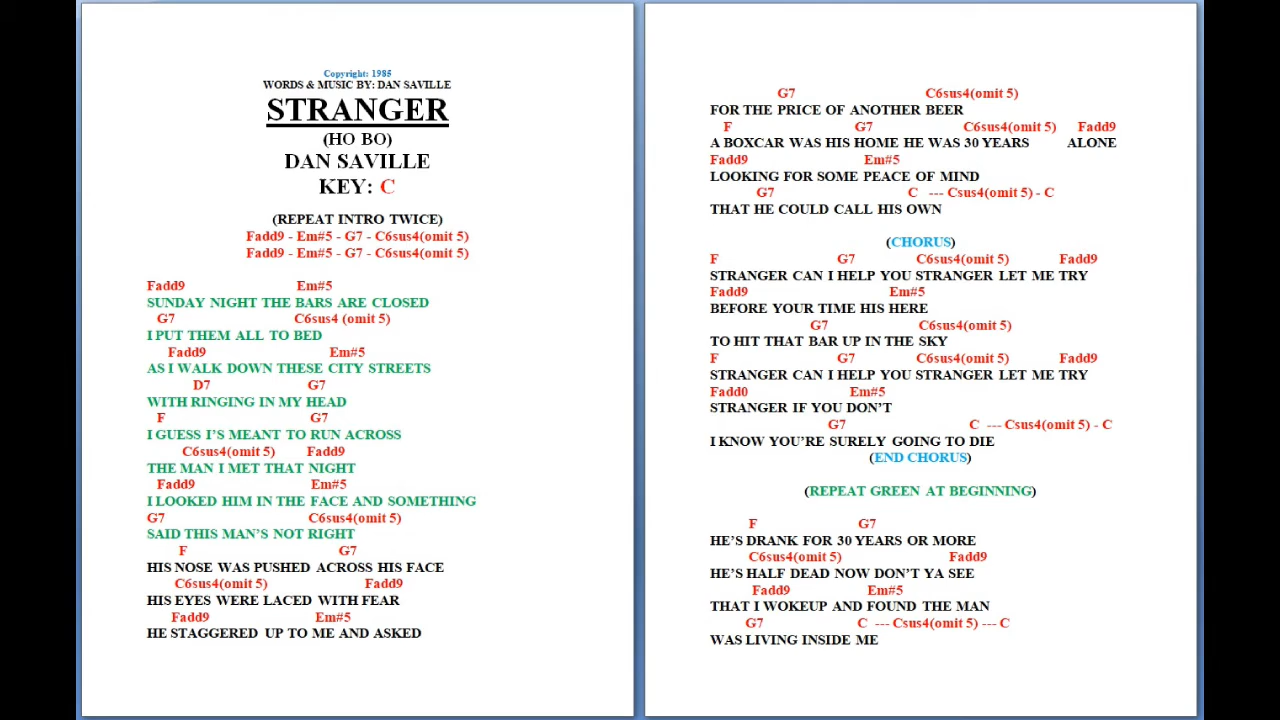 Copyright: 1985
WORDS & MUSIC BY: DAN SAVILLE
STRANGER
(HO BO)
DAN SAVILLE
KEY: C
(REPEAT INTRO TWICE)
Fadd9 - Em#5 - G7 - C6sus4(omit 5)
Fadd9 - Em#5 - G7 - C6sus4(omit 5)
Fadd9 Em#5
SUNDAY NIGHT THE BARS ARE CLOSED
G7 C6sus4 (omit 5)
I PUT THEM ALL TO BED
Fadd9 Em#5
AS I WALK DOWN THESE CITY STREETS
D7 G7
WITH RINGING IN MY HEAD
F G7
I GUESS I'S MEANT TO RUN ACROSS
C6sus4(omit 5) Fadd9
THE MAN I MET THAT NIGHT
Fadd9 Em#5
I LOOKED HIM IN THE FACE AND SOMETHING
G7 C6sus4(omit 5)
SAID THIS MAN'S NOT RIGHT
F G7
HIS NOSE WAS PUSHED ACROSS HIS FACE
C6sus4(omit 5) Fadd9
HIS EYES WERE LACED WITH FEAR
Fadd9 Em#5
HE STAGGERED UP TO ME AND ASKED
G7 C6sus4(omit 5)
FOR THE PRICE OF ANOTHER BEER
F G7 C6sus4(omit 5) Fadd9
A BOXCAR WAS HIS HOME HE WAS 30 YEARS ALONE
Fadd9 Em#5
LOOKING FOR SOME PEACE OF MIND
G7 C --- Csus4(omit 5) - C
THAT HE COULD CALL HIS OWN
(CHORUS)
F G7 C6sus4(omit 5) Fadd9
STRANGER CAN I HELP YOU STRANGER LET ME TRY
Fadd9 Em#5
BEFORE YOUR TIME HIS HERE
G7 C6sus4(omit 5)
TO HIT THAT BAR UP IN THE SKY
F G7 C6sus4(omit 5) Fadd9
STRANGER CAN I HELP YOU STRANGER LET ME TRY
Fadd0 Em#5
STRANGER IF YOU DON'T
G7 C --- Csus4(omit 5) - C
I KNOW YOU'RE SURELY GOING TO DIE
(END CHORUS)
(REPEAT GREEN AT BEGINNING)
F G7
HE'S DRANK FOR 30 YEARS OR MORE
C6sus4(omit 5) Fadd9
HE'S HALF DEAD NOW DON'T YA SEE
Fadd9 Em#5
THAT I WOKEUP AND FOUND THE MAN
G7 C --- Csus4(omit 5) --- C
WAS LIVING INSIDE ME